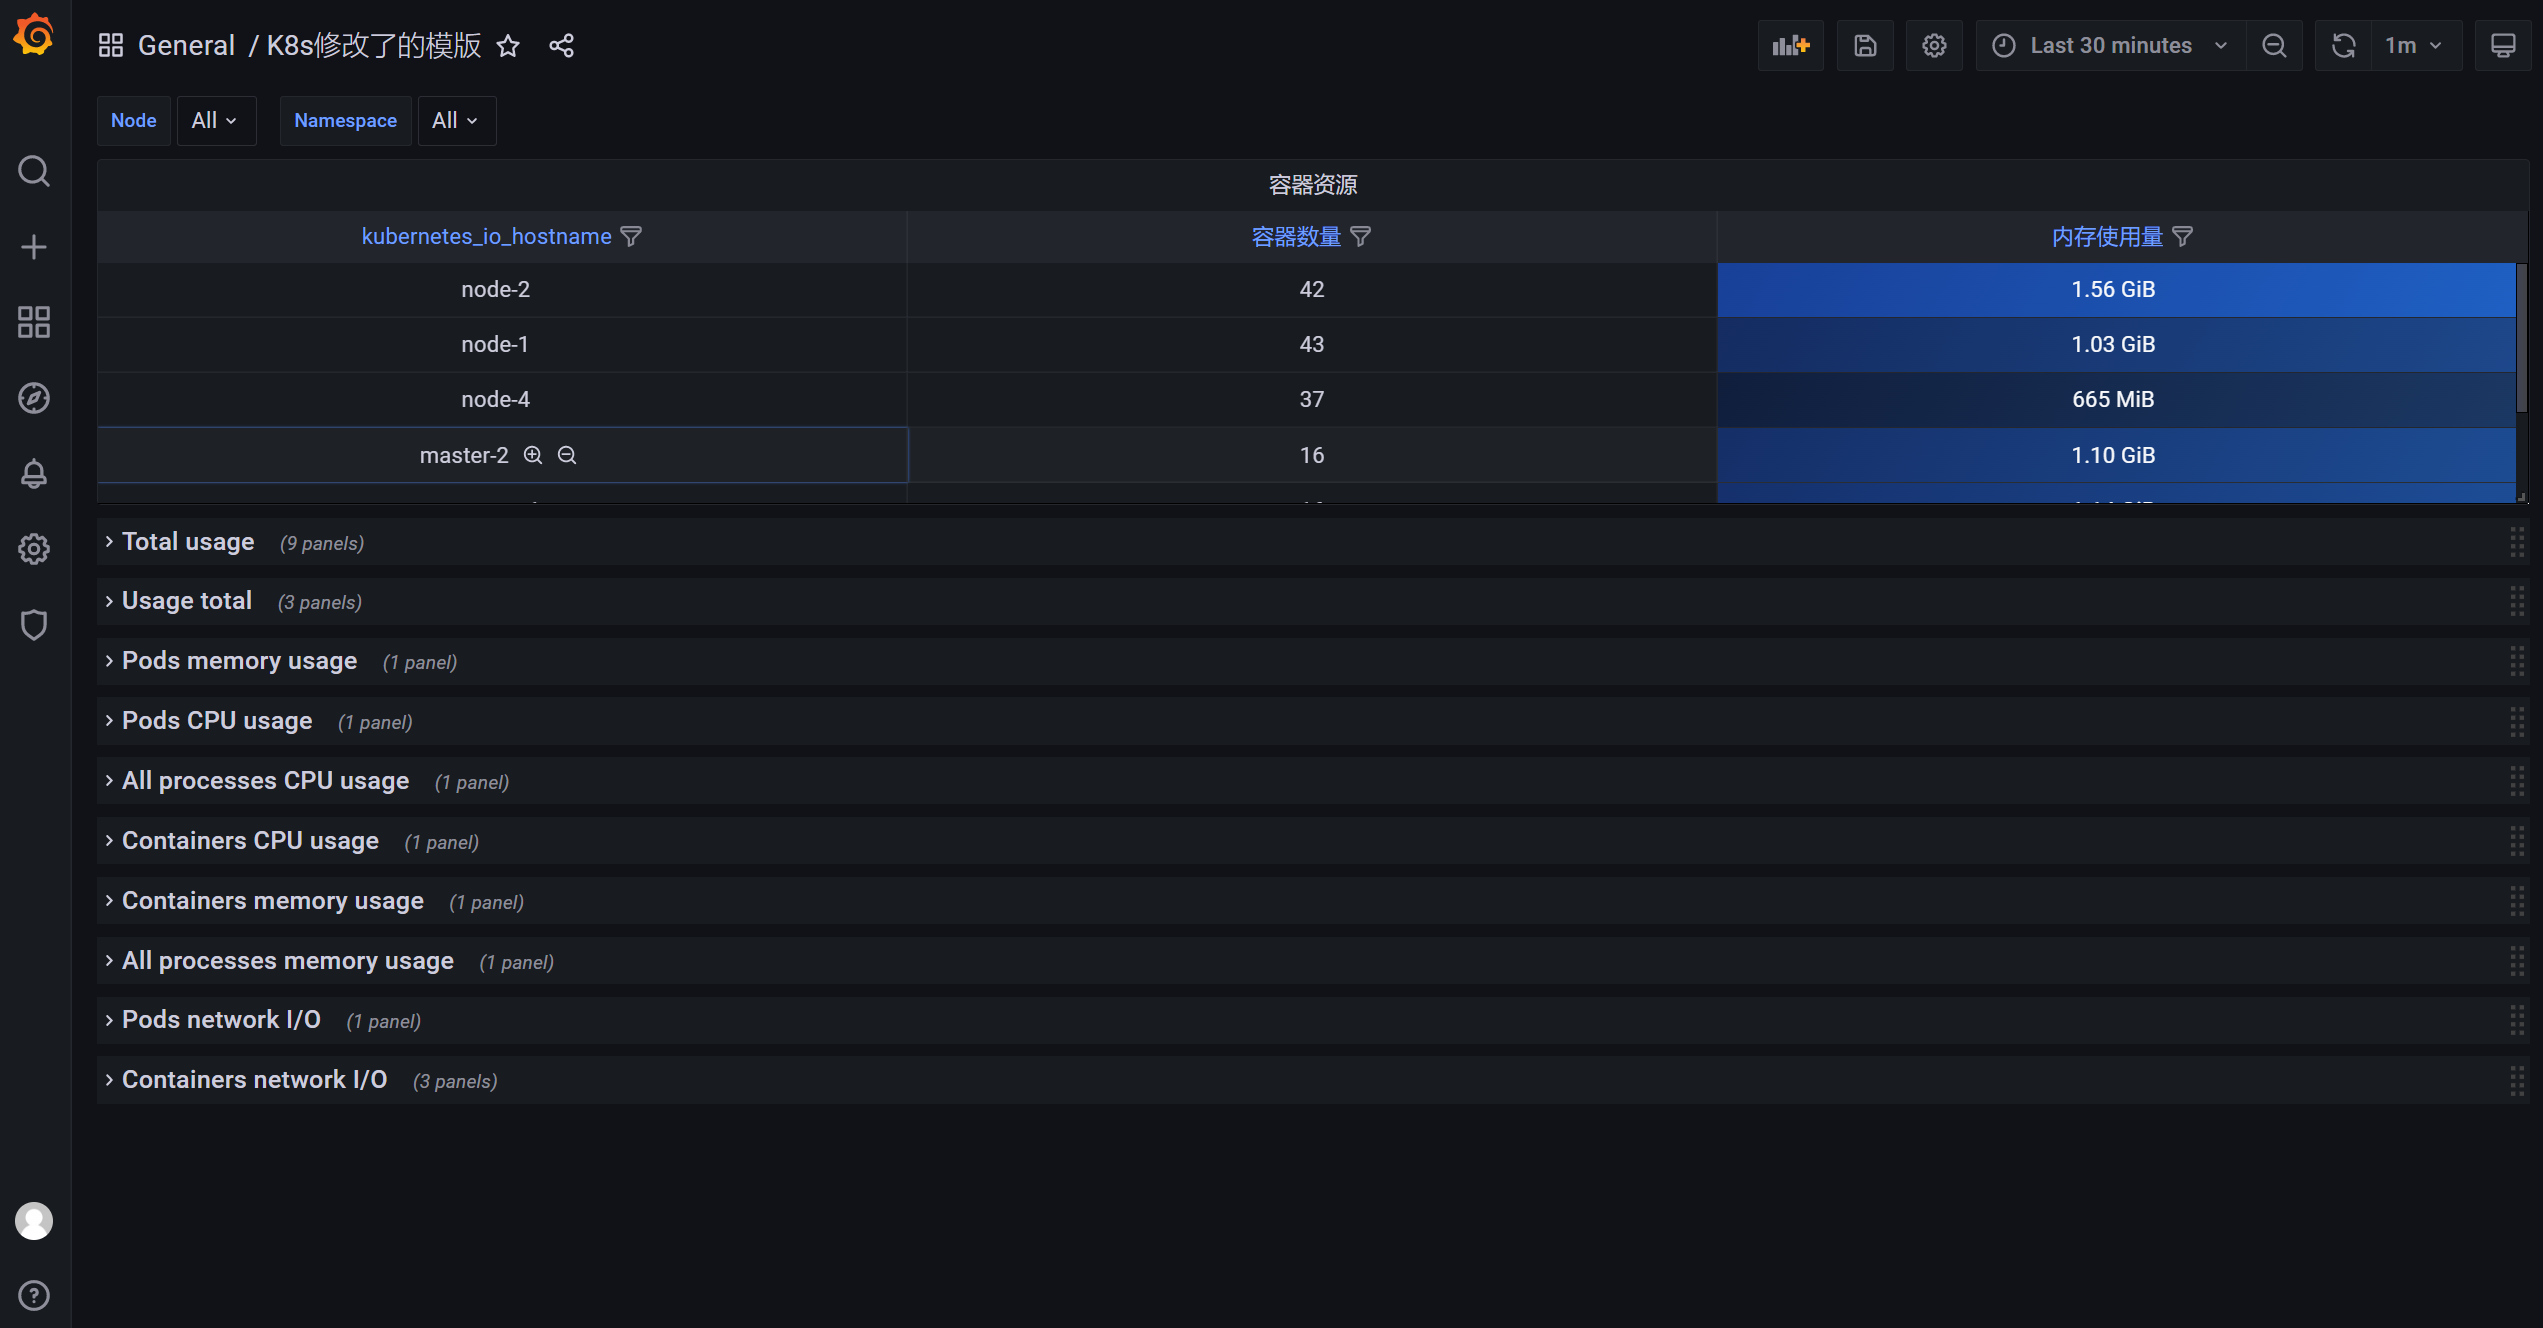 General / K8s修改了的模版
Last 30 minutes
1m
Node All Namespace All
容器资源
kubernetes_io_hostname 容器数量 内存使用量
node-2 42 1.56 GiB
node-1 43 1.03 GiB
node-4 37 665 MiB
master-2 16 1.10 GiB
Total usage (9 panels)
Usage total (3 panels)
Pods memory usage (1 panel)
Pods CPU usage (1 panel)
All processes CPU usage (1 panel)
Containers CPU usage (1 panel)
Containers memory usage (1 panel)
All processes memory usage (1 panel)
Pods network I/O (1 panel)
Containers network I/O (3 panels)